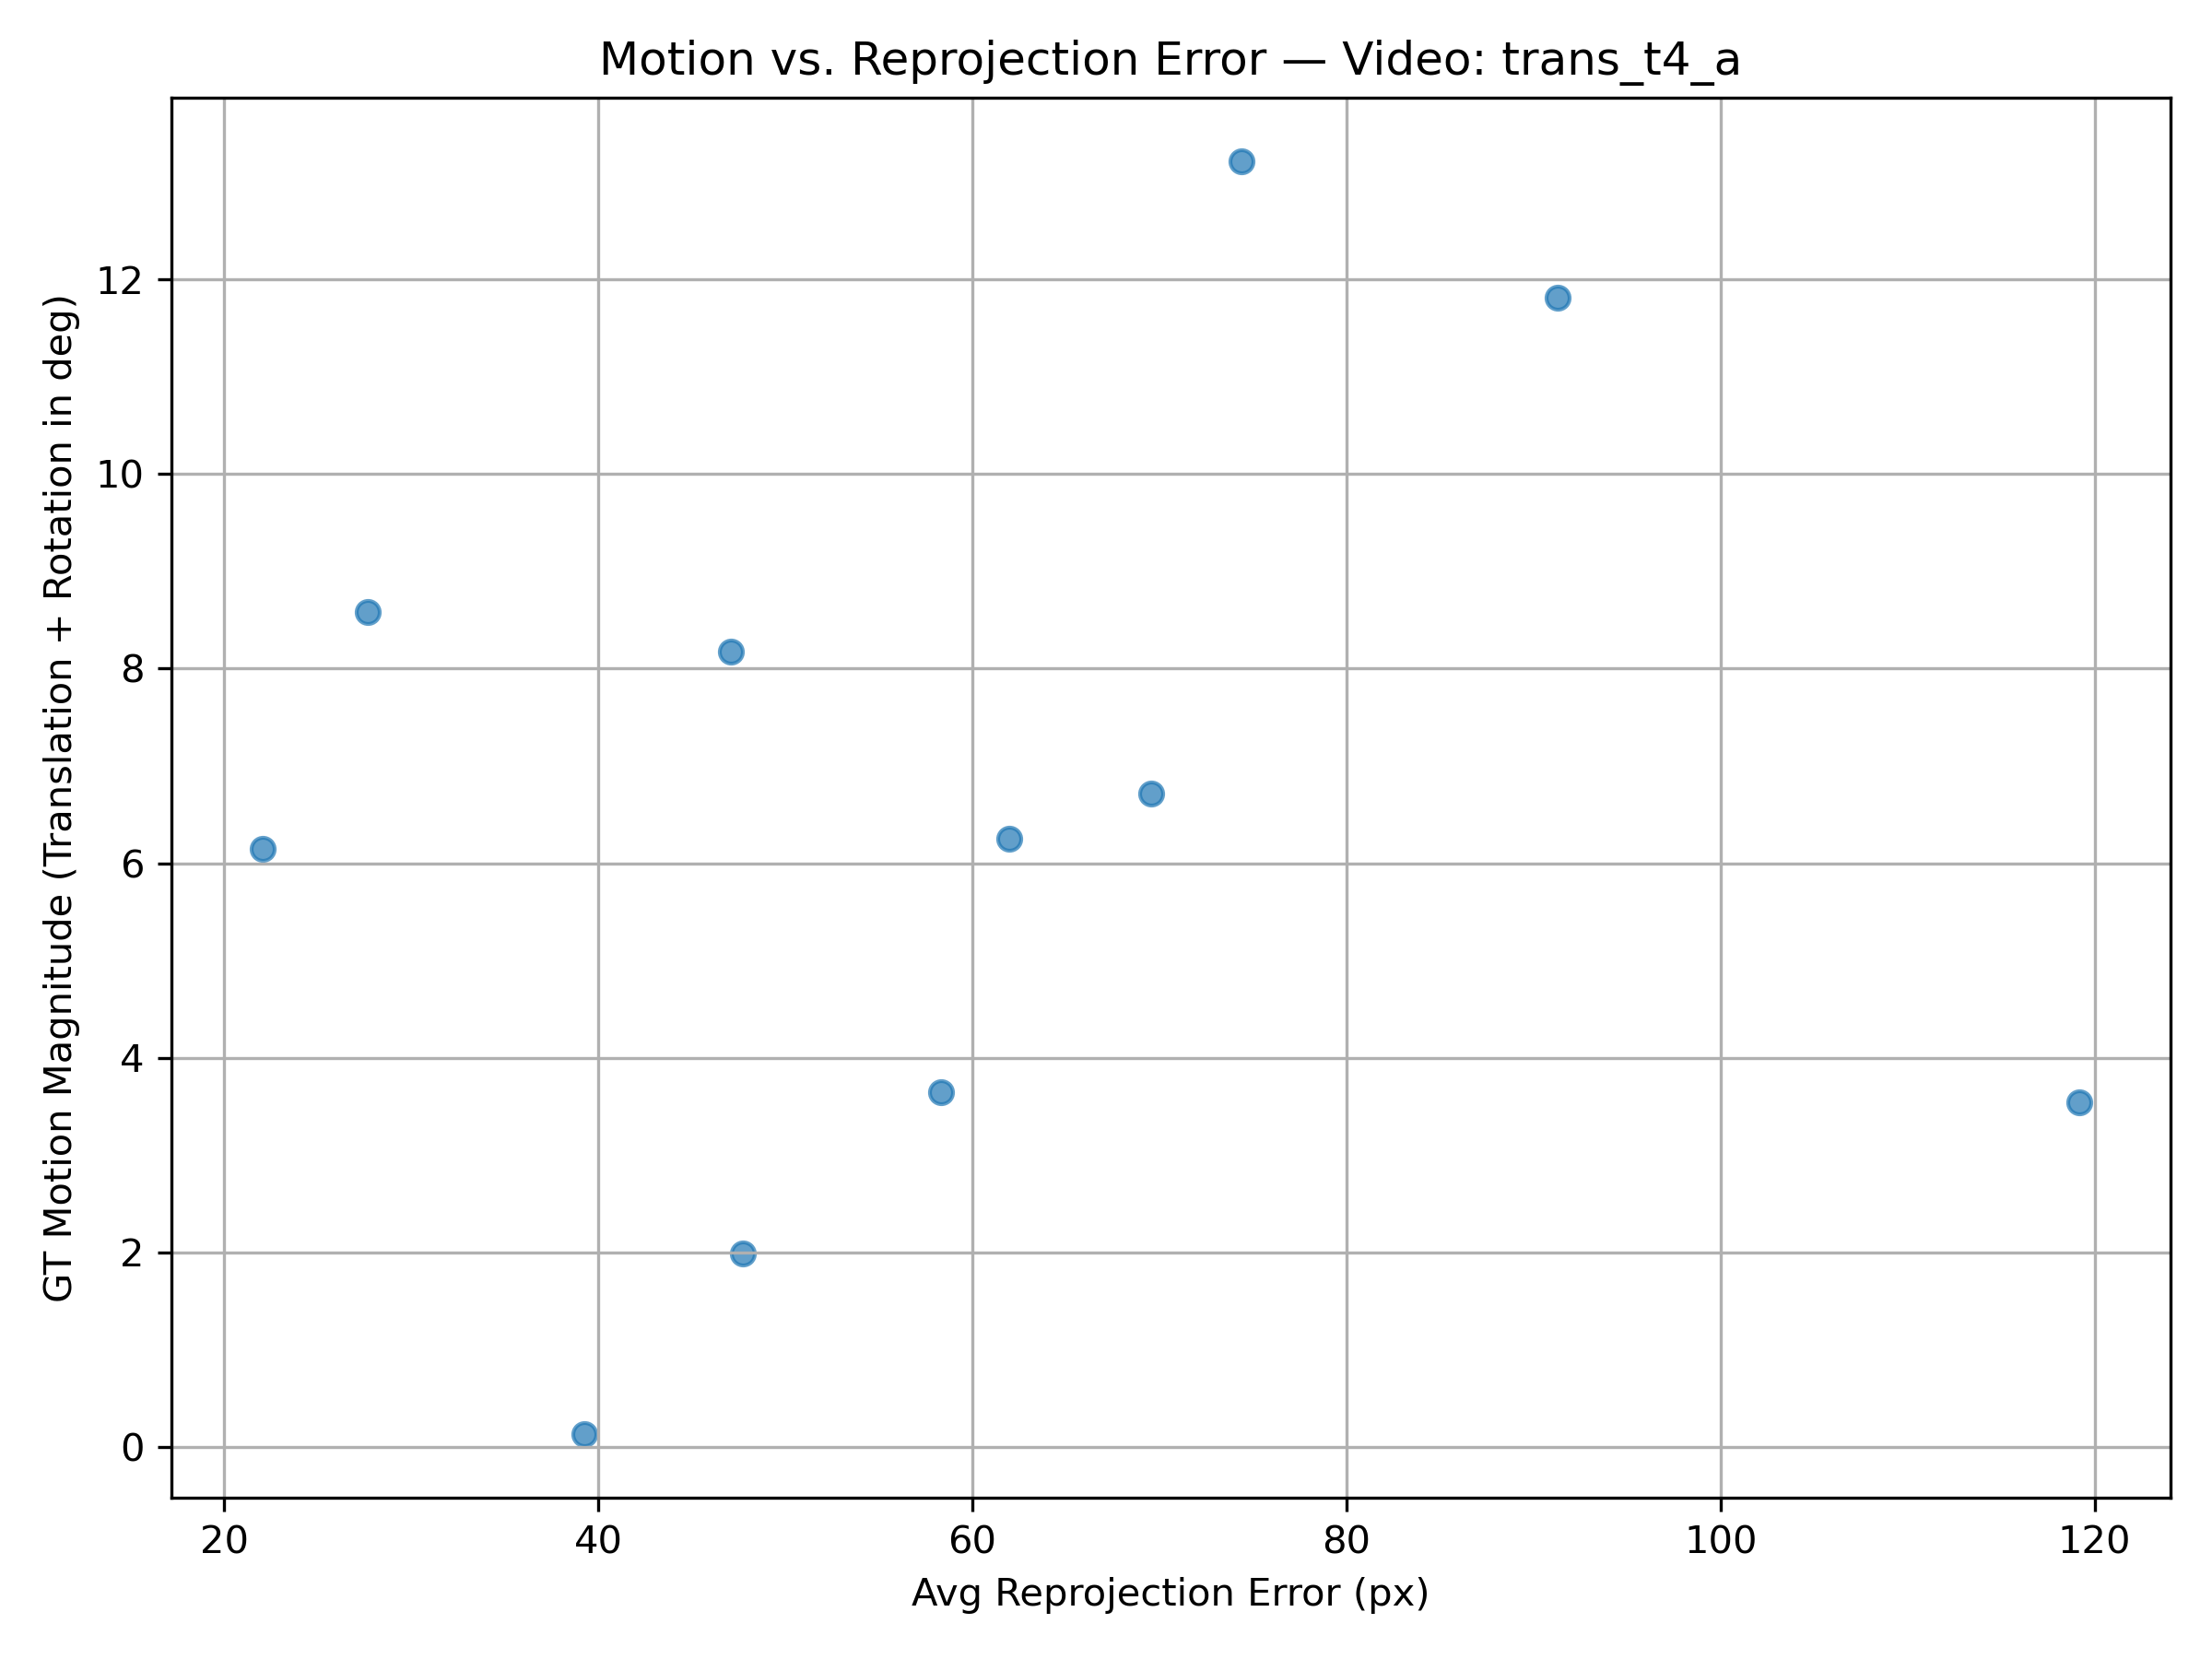 Motion vs. Reprojection Error — Video: trans_t4_a
GT Motion Magnitude (Translation + Rotation in deg)
12
10
8
6
4
2
0
20 40 60 80 100 120
Avg Reprojection Error (px)